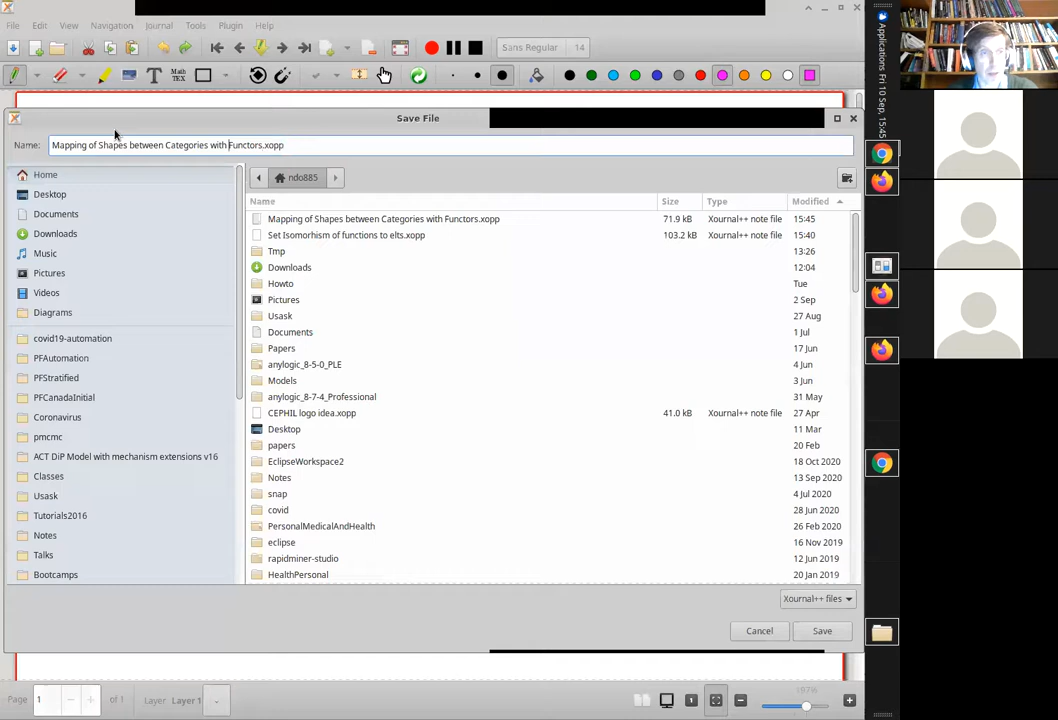 File Edit View Navigation Journal Tools Plugin Help
Sans Regular 14
Math TEX
Save File
Name: Mapping of Shapes between Categories with Functors.xopp
ndo885
Name Size Type Modified
Home
Desktop
Documents
Downloads
Music
Pictures
Videos
Diagrams
covid19-automation
PFAutomation
PFStratified
PFCanadaInitial
Coronavirus
pmcmc
ACT DiP Model with mechanism extensions v16
Classes
Usask
Tutorials2016
Notes
Talks
Bootcamps
Mapping of Shapes between Categories with Functors.xopp 71.9 kB Xournal++ note file 15:45
Set Isomorhism of functions to elts.xopp 103.2 kB Xournal++ note file 15:40
Tmp 13:26
Downloads 12:04
Howto Tue
Pictures 2 Sep
Usask 27 Aug
Documents 1 Jul
Papers 17 Jun
anylogic_8-5-0_PLE 4 Jun
Models 3 Jun
anylogic_8-7-4_Professional 31 May
CEPHIL logo idea.xopp 41.0 kB Xournal++ note file 27 Apr
Desktop 11 Mar
papers 20 Feb
EclipseWorkspace2 18 Oct 2020
Notes 13 Sep 2020
snap 4 Jul 2020
covid 28 Jun 2020
PersonalMedicalAndHealth 26 Feb 2020
eclipse 16 Nov 2019
rapidminer-studio 12 Jun 2019
HealthPersonal 20 Jan 2019
Xournal++ files
Cancel Save
Page 1 of 1 Layer Layer 1
197%
Applications Fri 10 Sep, 15:45